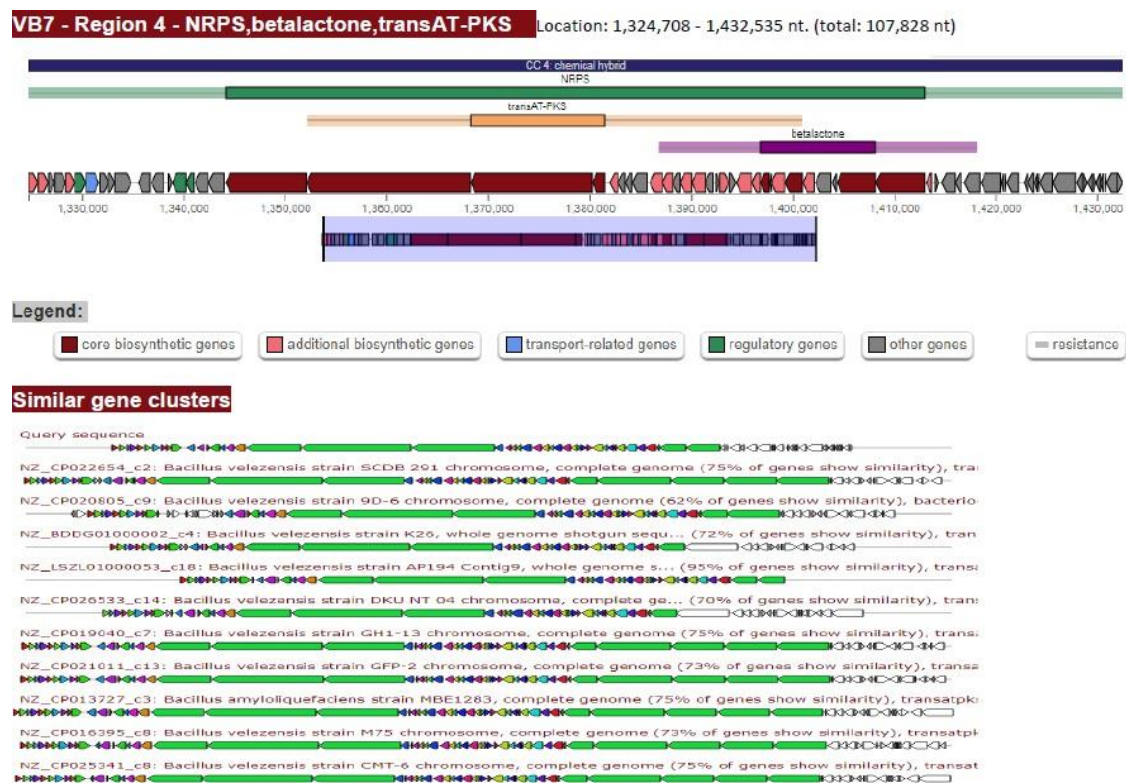 VB7 - Region 4 - NRPS,betalactone,transAT-PKS Location: 1,324,708 - 1,432,535 nt. (total: 107,828 nt)
CC 4: chemical hybrid
NRPS
transAT-PKS
betalactone
1,330,000 1,340,000 1,350,000 1,360,000 1,370,000 1,380,000 1,390,000 1,400,000 1,410,000 1,420,000 1,430,000
Legend:
core biosynthetic genes additional biosynthetic genes transport-related genes regulatory genes other genes resistance
Similar gene clusters
Query sequence
NZ_CP022654_c2: Bacillus velezensis strain SCDB 291 chromosome, complete genome (75% of genes show similarity), tra
NZ_CP020805_c9: Bacillus velezensis strain 9D-6 chromosome, complete genome (62% of genes show similarity), bacterio
NZ_BDDG01000002_c4: Bacillus velezensis strain K26, whole genome shotgun sequ... (72% of genes show similarity), tran
NZ_LSZL01000053_c18: Bacillus velezensis strain AP194 Contig9, whole genome s... (95% of genes show similarity), transa
NZ_CP026533_c14: Bacillus velezensis strain DKU NT 04 chromosome, complete ge... (70% of genes show similarity), tran
NZ_CP019040_c7: Bacillus velezensis strain GH1-13 chromosome, complete genome (75% of genes show similarity), trans
NZ_CP021011_c13: Bacillus velezensis strain GFP-2 chromosome, complete genome (73% of genes show similarity), transa
NZ_CP013727_c3: Bacillus amyloliquefaciens strain MBE1283, complete genome (75% of genes show similarity), transatpk
NZ_CP016395_c8: Bacillus velezensis strain M75 chromosome, complete genome (73% of genes show similarity), transatpk
NZ_CP025341_c8: Bacillus velezensis strain CMT-6 chromosome, complete genome (75% of genes show similarity), transat